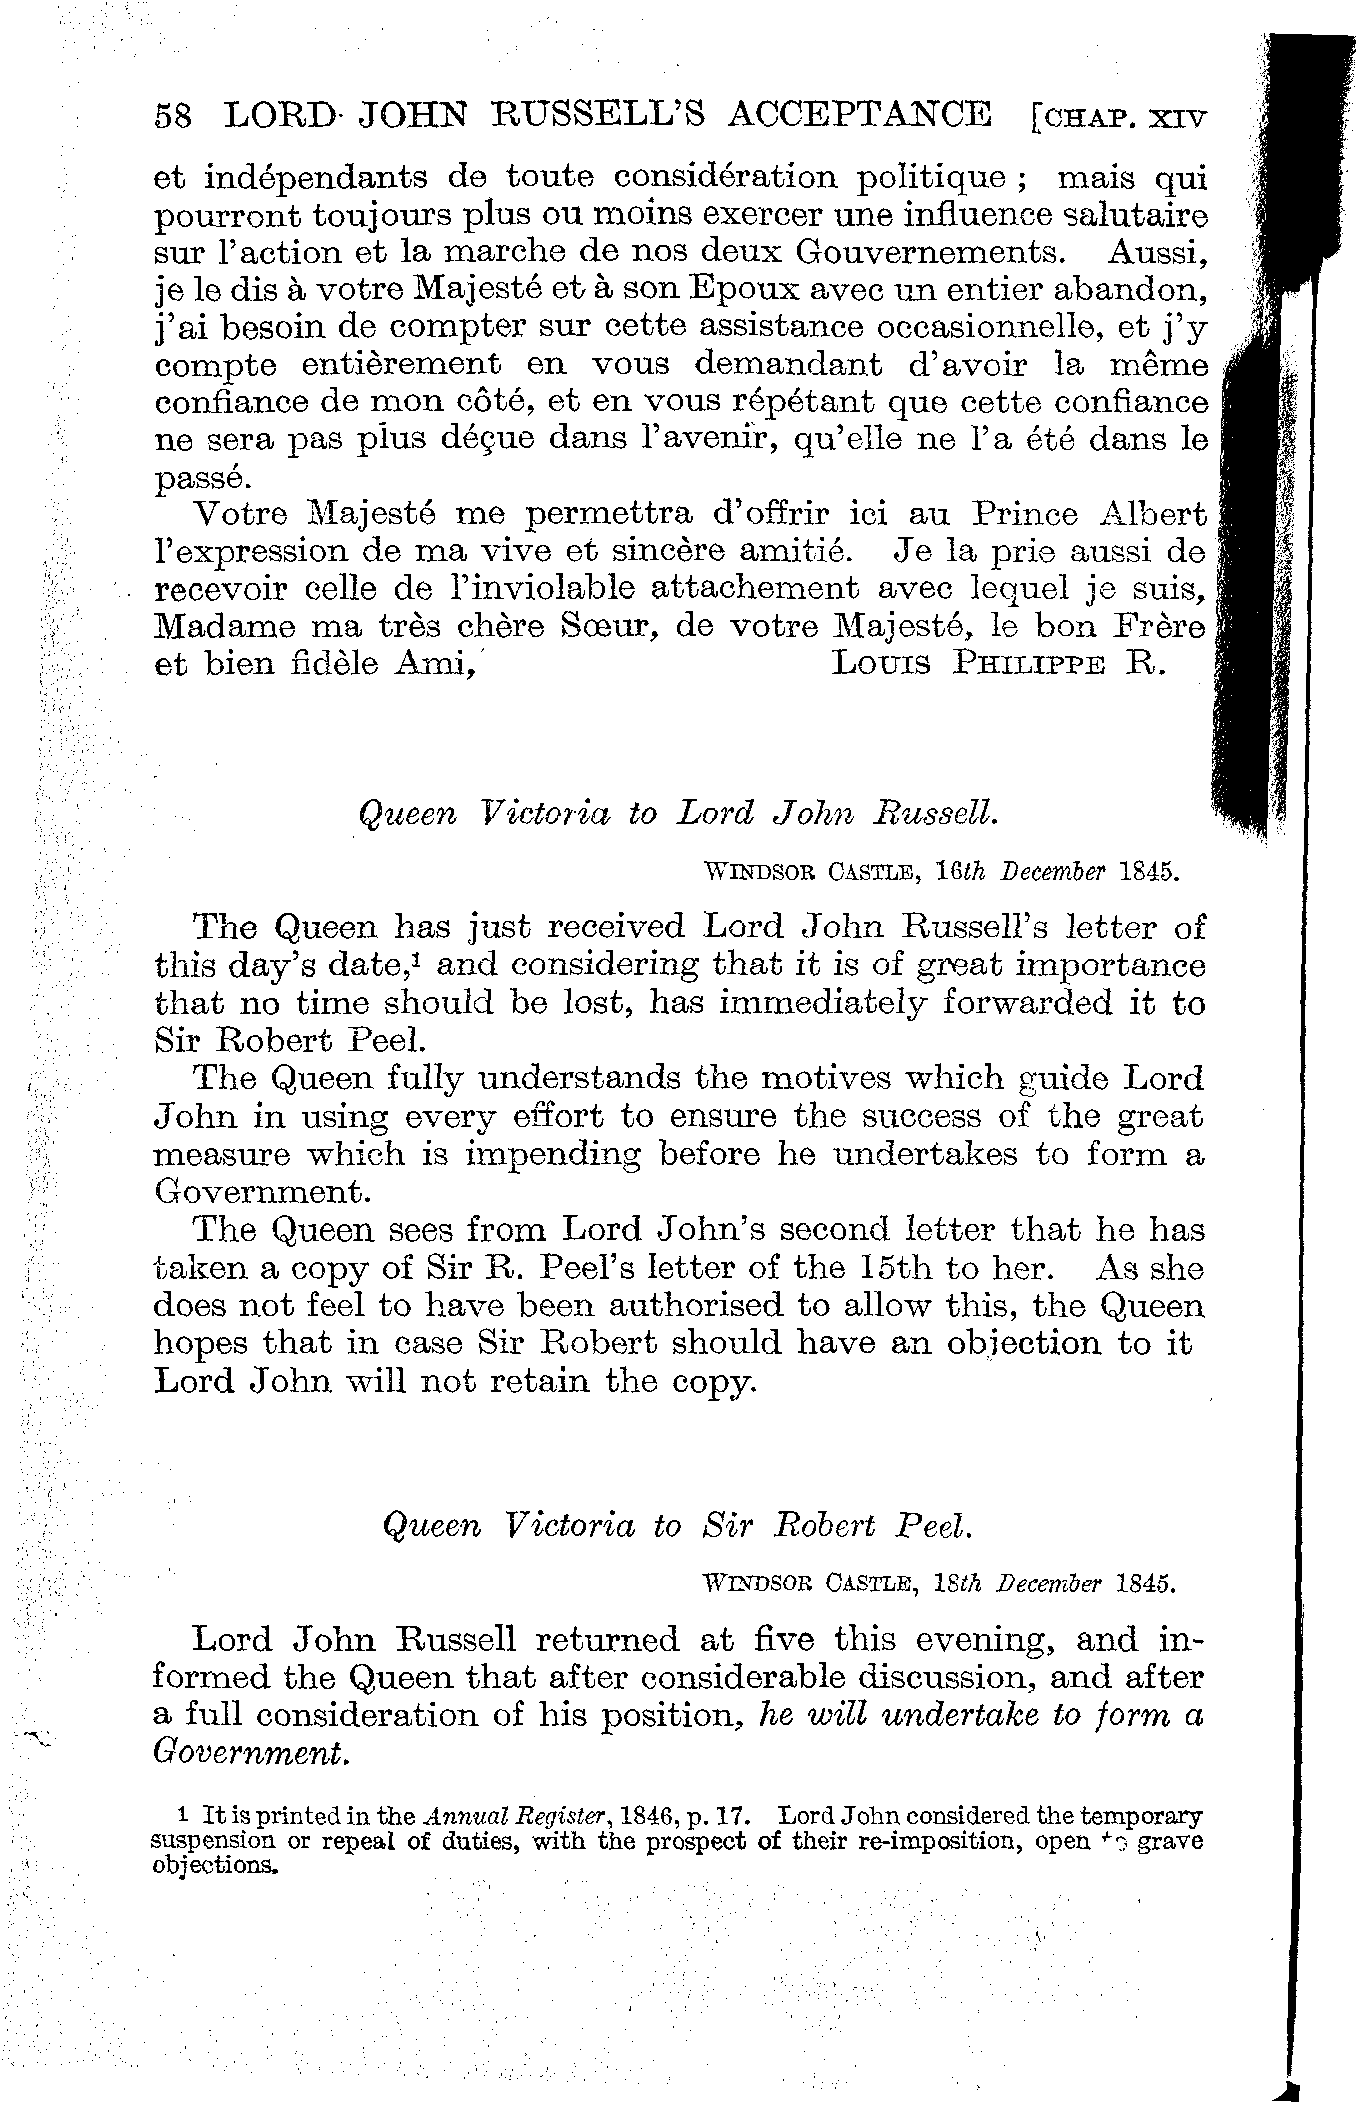 58 LORD JOHN RUSSELL'S ACCEPTANCE [CHAP. XIV
et indépendants de toute considération politique ; mais qui
pourront toujours plus ou moins exercer une influence salutaire
sur l'action et la marche de nos deux Gouvernements. Aussi,
je le dis à votre Majesté et à son Epoux avec un entier abandon,
j'ai besoin de compter sur cette assistance occasionnelle, et j'y
compte entièrement en vous demandant d'avoir la même
confiance de mon côté, et en vous répétant que cette confiance
ne sera pas plus déçue dans l'avenir, qu'elle ne l'a été dans le
passé.
Votre Majesté me permettra d'offrir ici au Prince Albert
l'expression de ma vive et sincère amitié. Je la prie aussi de
recevoir celle de l'inviolable attachement avec lequel je suis,
Madame ma très chère Sœur, de votre Majesté, le bon Frère
et bien fidèle Ami, LOUIS PHILIPPE R.
Queen Victoria to Lord John Russell.
WINDSOR CASTLE, 16th December 1845.
The Queen has just received Lord John Russell's letter of
this day's date,¹ and considering that it is of great importance
that no time should be lost, has immediately forwarded it to
Sir Robert Peel.
The Queen fully understands the motives which guide Lord
John in using every effort to ensure the success of the great
measure which is impending before he undertakes to form a
Government.
The Queen sees from Lord John's second letter that he has
taken a copy of Sir R. Peel's letter of the 15th to her. As she
does not feel to have been authorised to allow this, the Queen
hopes that in case Sir Robert should have an objection to it
Lord John will not retain the copy.
Queen Victoria to Sir Robert Peel.
WINDSOR CASTLE, 18th December 1845.
Lord John Russell returned at five this evening, and in-
formed the Queen that after considerable discussion, and after
a full consideration of his position, he will undertake to form a
Government.
1 It is printed in the Annual Register, 1846, p. 17. Lord John considered the temporary
suspension or repeal of duties, with the prospect of their re-imposition, open to grave
objections.